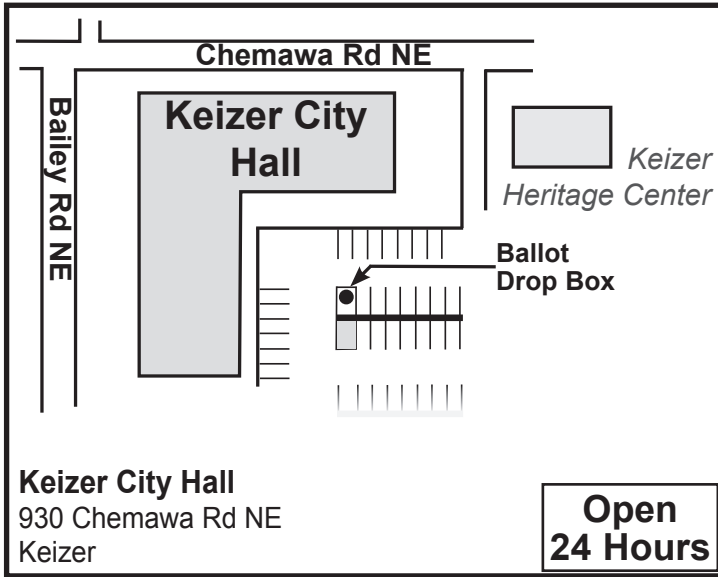 Chemawa Rd NE
Bailey Rd NE
Keizer City
Hall
Keizer
Heritage Center
Ballot
Drop Box
Keizer City Hall
930 Chemawa Rd NE
Keizer
Open
24 Hours